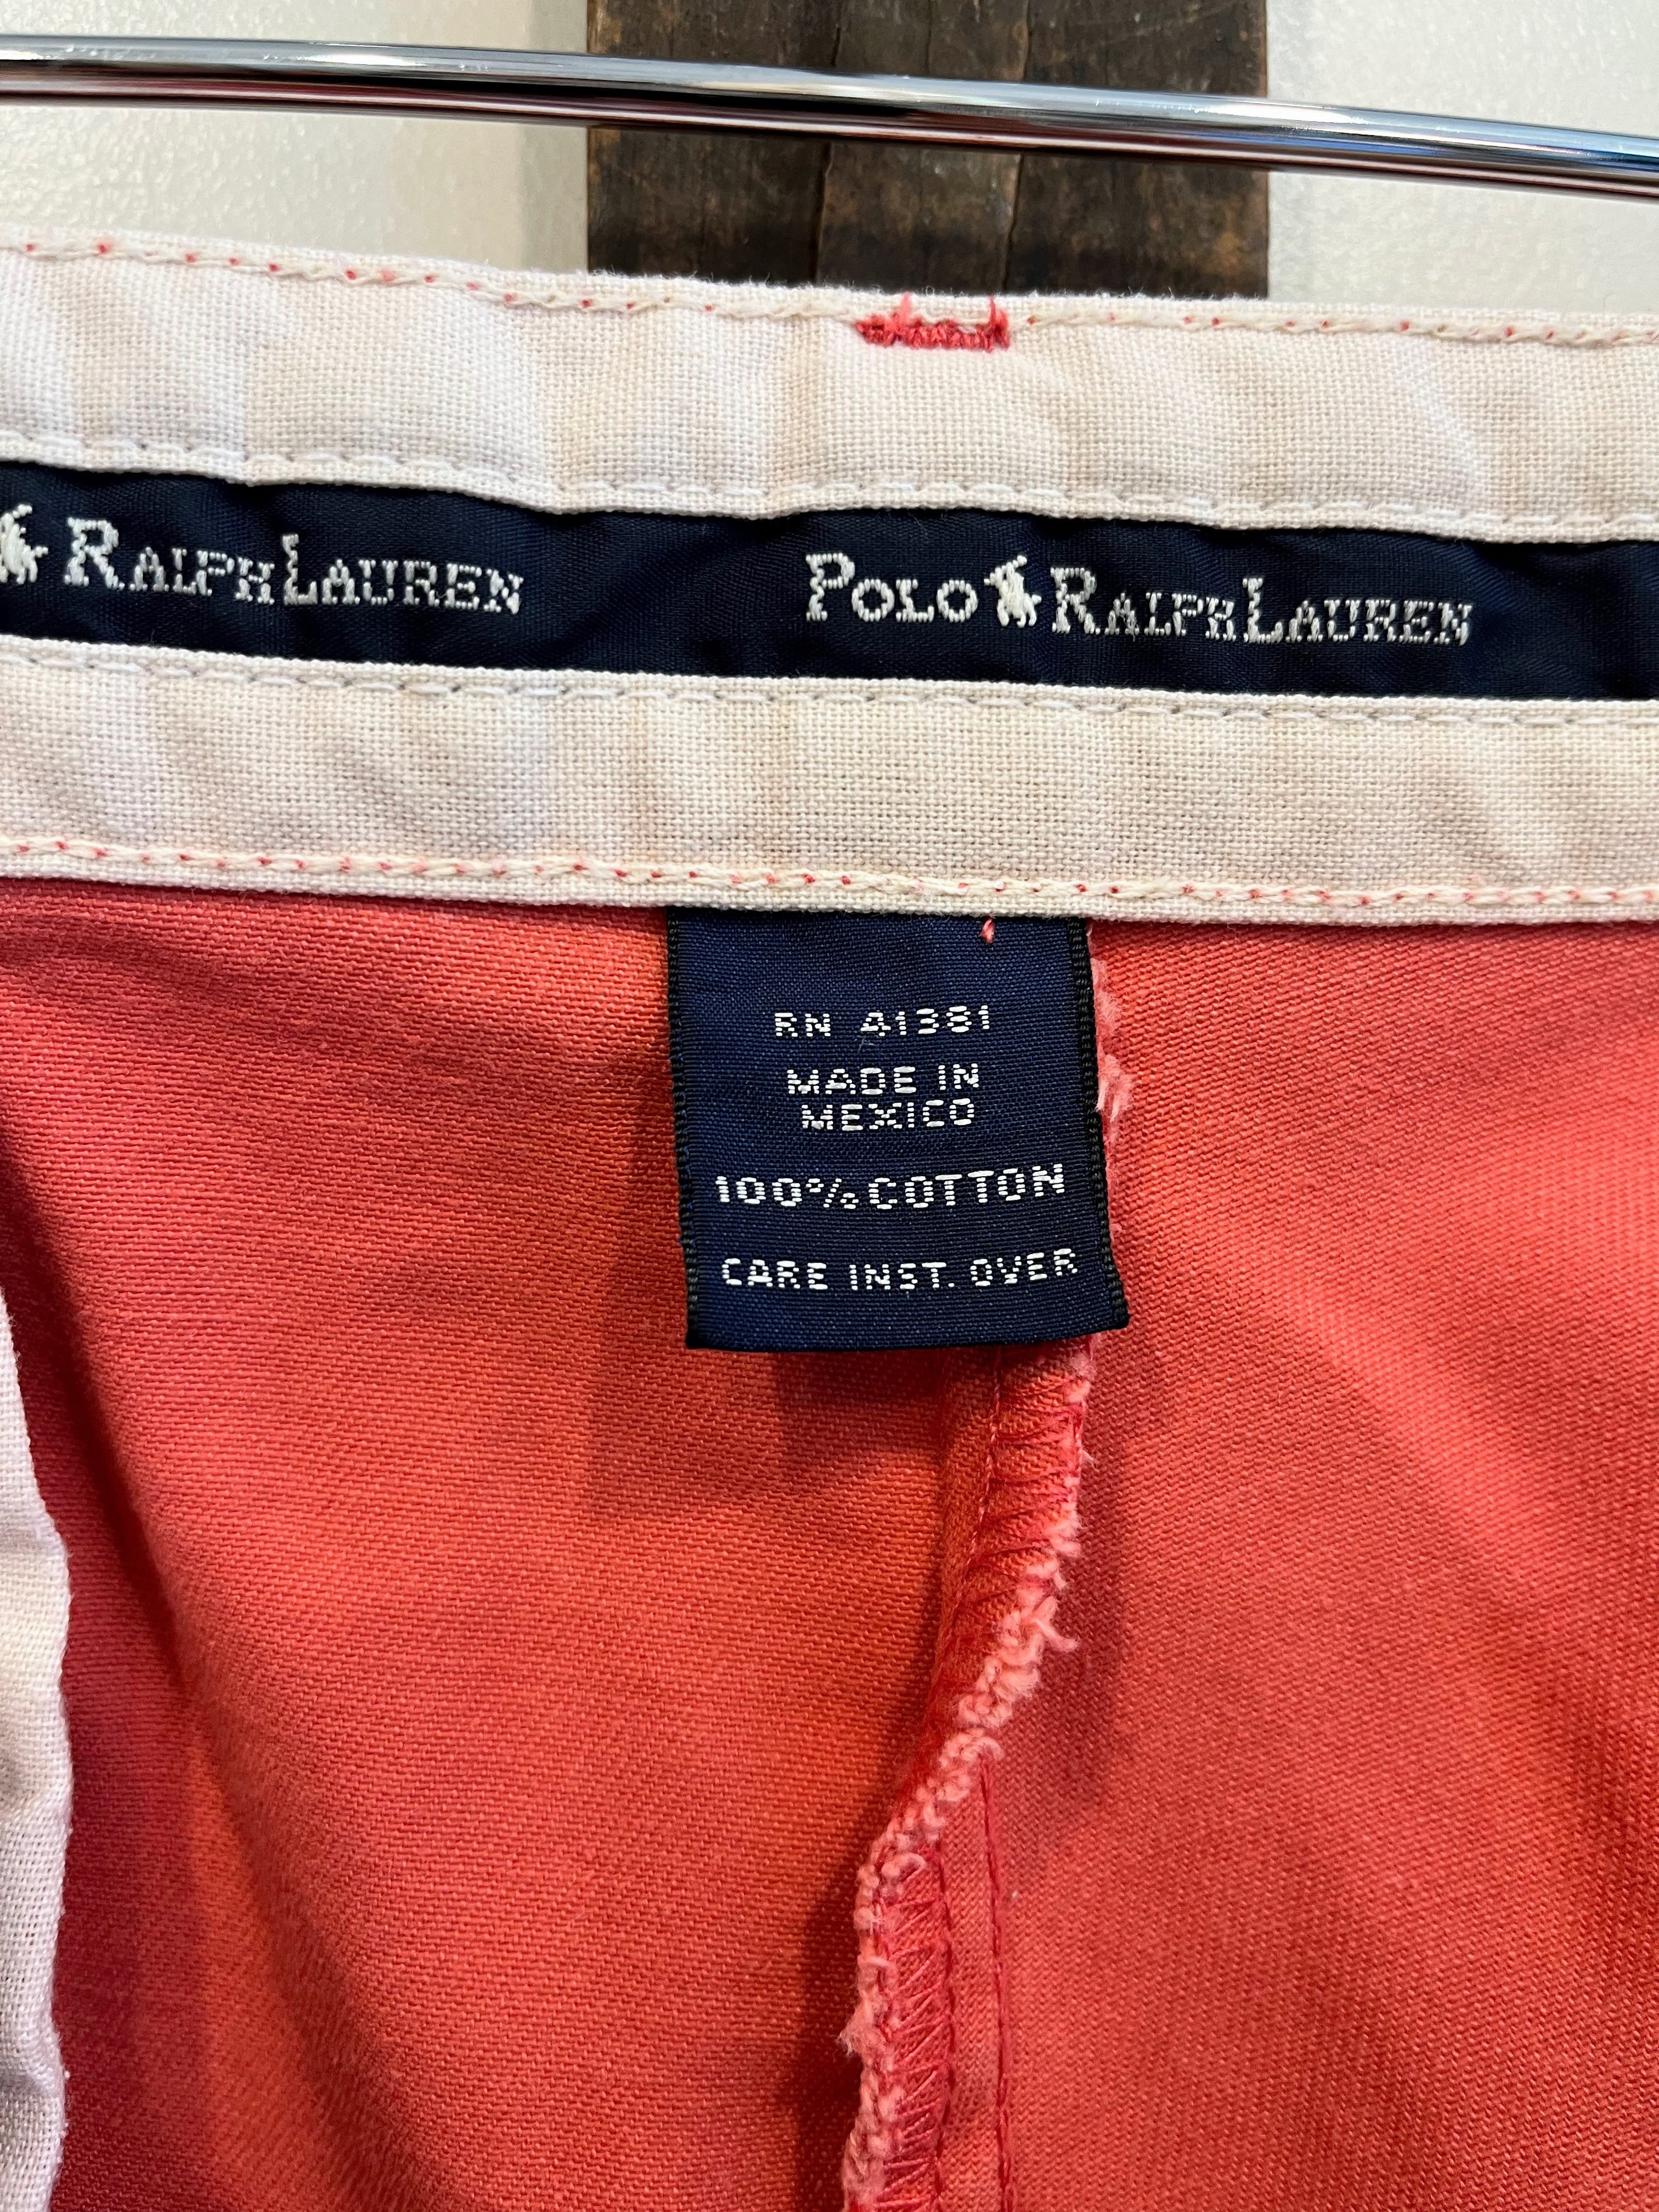 RALPH LAUREN POLO RALPH LAUREN
RN 41381
MADE IN
MEXICO
100% COTTON
CARE INST. OVER